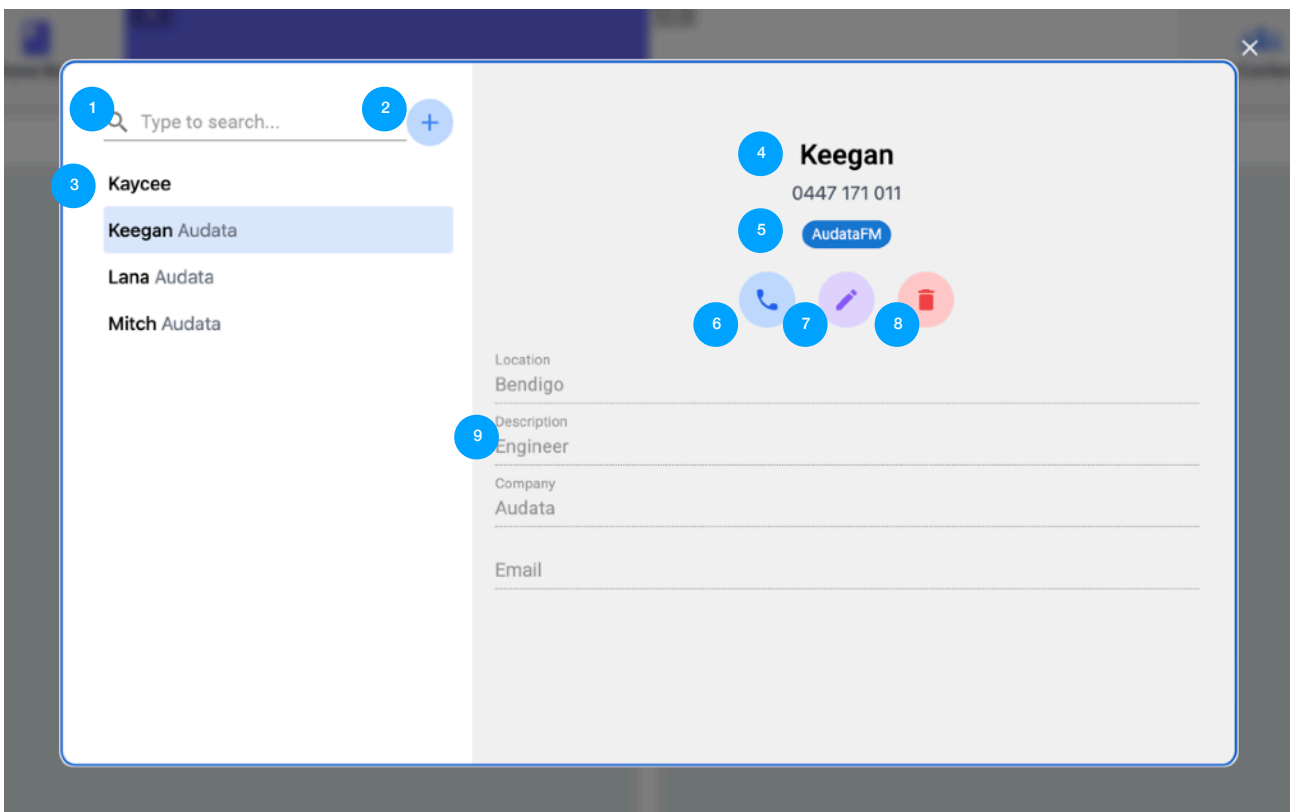 1
Type to search...
2
3
Kaycee
Keegan Audata
Lana Audata
Mitch Audata
4
Keegan
0447 171 011
5
AudataFM
6
7
8
Location
Bendigo
9
Description
Engineer
Company
Audata
Email